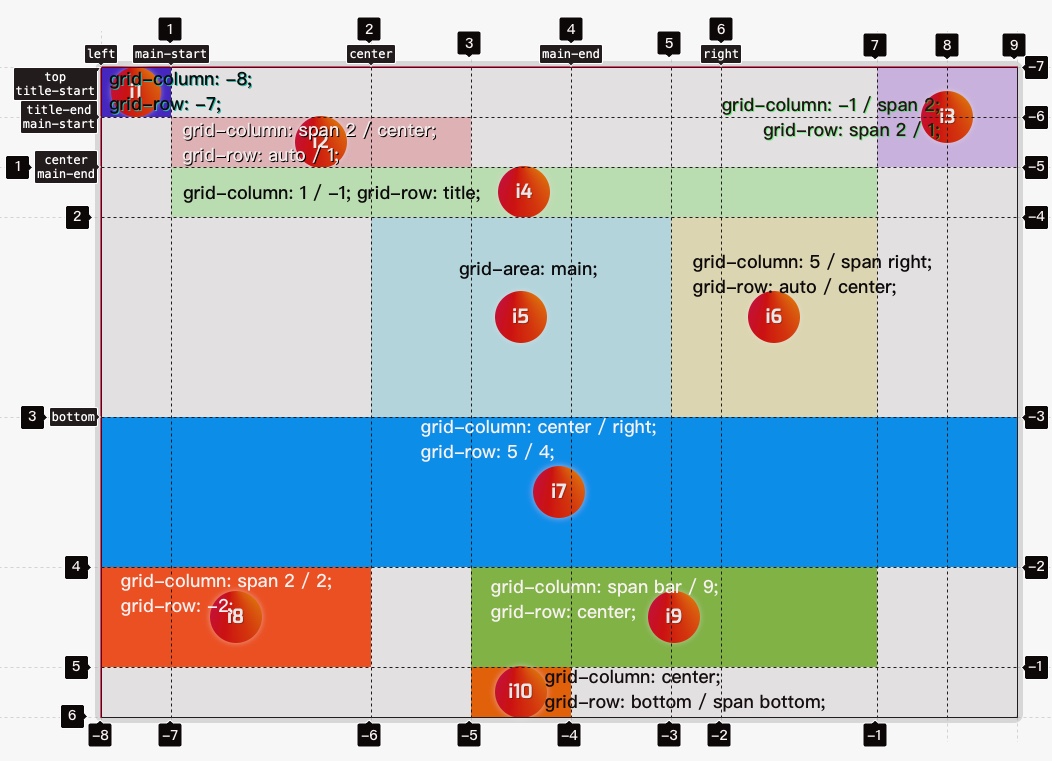 1 2 3 4 5 6 7 8 9
left main-start center main-end right
top
title-start
title-end
main-start
center
main-end
bottom
1
2
3
4
5
6
-7
-6
-5
-4
-3
-2
-1
grid-column: -8;
grid-row: -7;
i1
grid-column: span 2 / center;
grid-row: auto / 1;
i2
grid-column: -1 / span 2;
grid-row: span 2 / 1;
i3
grid-column: 1 / -1; grid-row: title;
i4
grid-area: main;
i5
grid-column: 5 / span right;
grid-row: auto / center;
i6
grid-column: center / right;
grid-row: 5 / 4;
i7
grid-column: span 2 / 2;
grid-row: -2;
i8
grid-column: span bar / 9;
grid-row: center;
i9
grid-column: center;
grid-row: bottom / span bottom;
i10
-8 -7 -6 -5 -4 -3 -2 -1